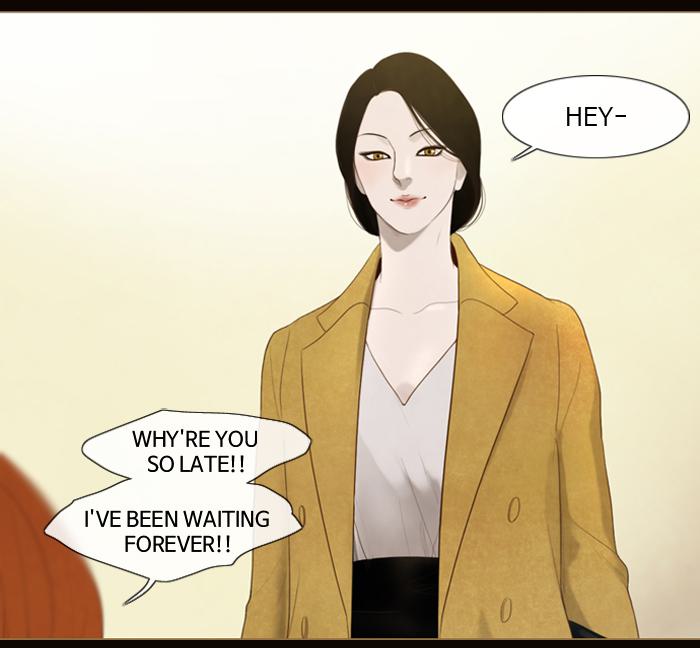 HEY-
WHY'RE YOU
SO LATE!!
I'VE BEEN WAITING
FOREVER!!